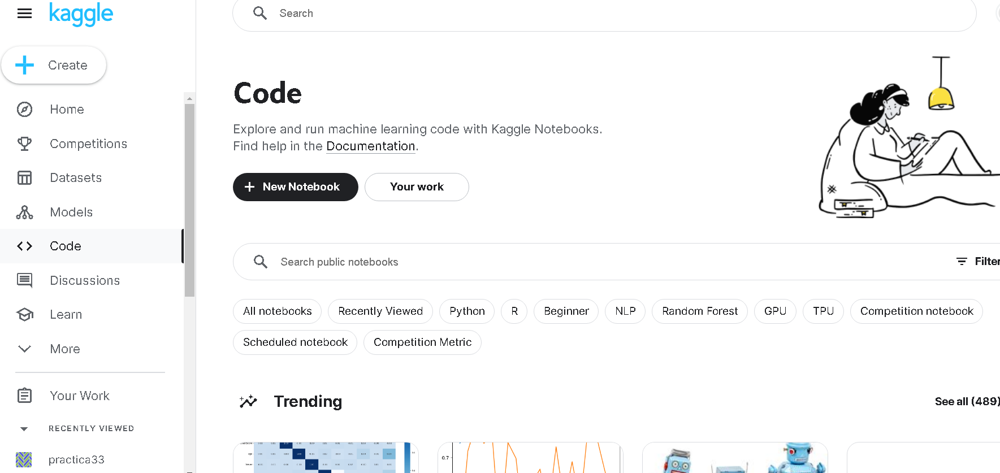 kaggle
Search
Create
Home
Competitions
Datasets
Models
Code
Discussions
Learn
More
Your Work
RECENTLY VIEWED
practica33
Code
Explore and run machine learning code with Kaggle Notebooks.
Find help in the Documentation.
New Notebook
Your work
Search public notebooks
Filter
All notebooks
Recently Viewed
Python
R
Beginner
NLP
Random Forest
GPU
TPU
Competition notebook
Scheduled notebook
Competition Metric
Trending
See all (489)
Age
0.7